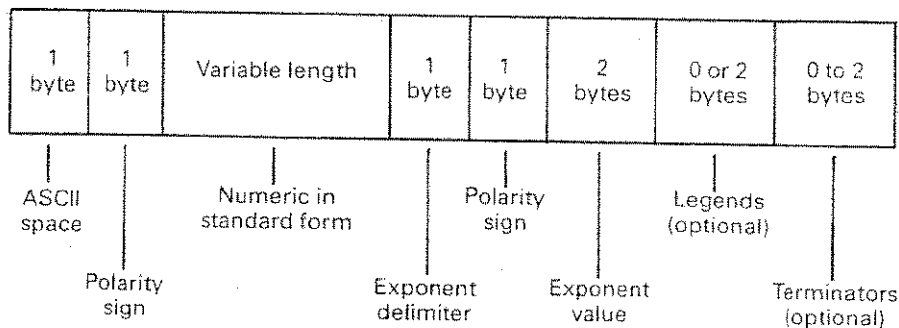 1 byte
1 byte
Variable length
1 byte
1 byte
2 bytes
0 or 2 bytes
0 to 2 bytes
ASCII space
Polarity sign
Numeric in standard form
Exponent delimiter
Polarity sign
Exponent value
Legends (optional)
Terminators (optional)